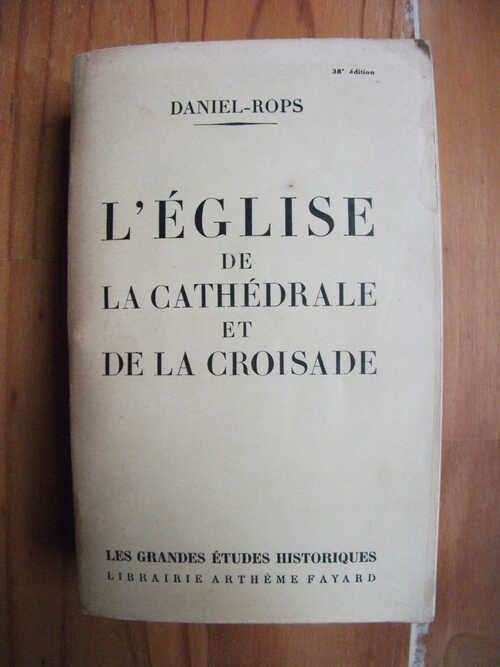 38e édition
DANIEL-ROPS
L'ÉGLISE
DE
LA CATHÉDRALE
ET
DE LA CROISADE
LES GRANDES ÉTUDES HISTORIQUES
LIBRAIRIE ARTHÈME FAYARD